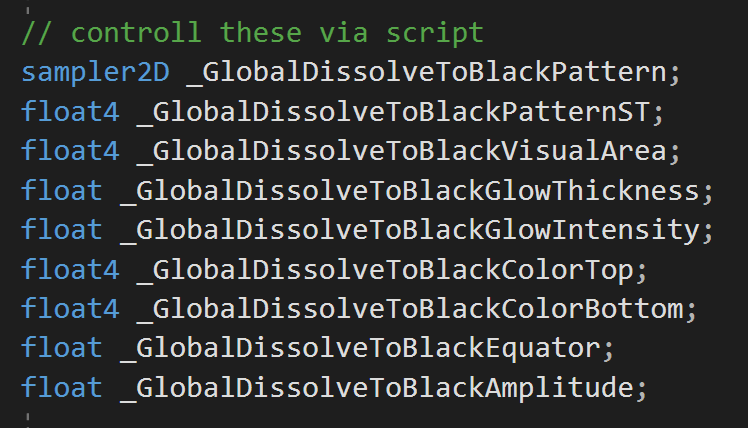 // controll these via script
sampler2D _GlobalDissolveToBlackPattern;
float4 _GlobalDissolveToBlackPatternST;
float4 _GlobalDissolveToBlackVisualArea;
float _GlobalDissolveToBlackGlowThickness;
float _GlobalDissolveToBlackGlowIntensity;
float4 _GlobalDissolveToBlackColorTop;
float4 _GlobalDissolveToBlackColorBottom;
float _GlobalDissolveToBlackEquator;
float _GlobalDissolveToBlackAmplitude;